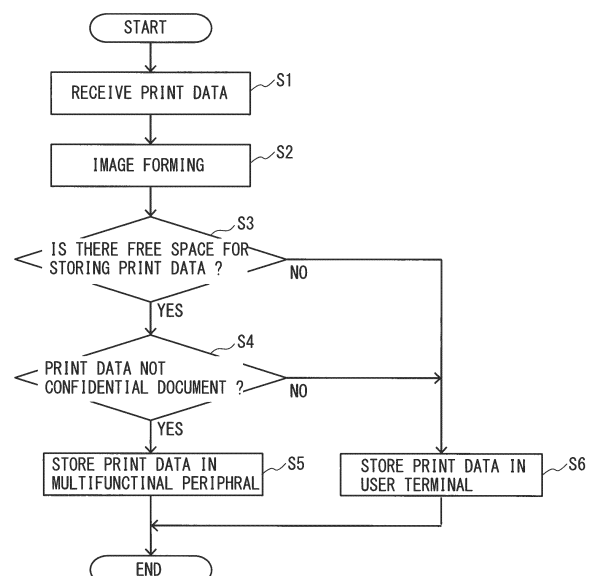 START
RECEIVE PRINT DATA
S1
IMAGE FORMING
S2
S3
IS THERE FREE SPACE FOR
STORING PRINT DATA ?
NO
YES
S4
PRINT DATA NOT
CONFIDENTIAL DOCUMENT ?
NO
YES
STORE PRINT DATA IN
MULTIFUNCTINAL PERIPHRAL
S5
STORE PRINT DATA IN
USER TERMINAL
S6
END